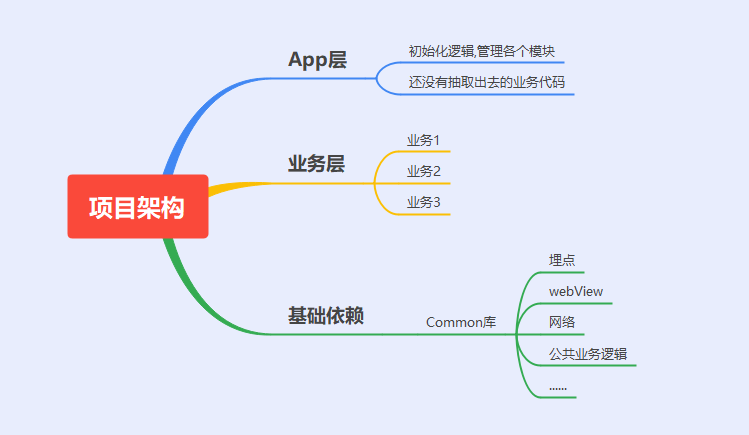 项目架构
App层
初始化逻辑,管理各个模块
还没有抽取出去的业务代码
业务层
业务1
业务2
业务3
基础依赖
Common库
埋点
webView
网络
公共业务逻辑
......